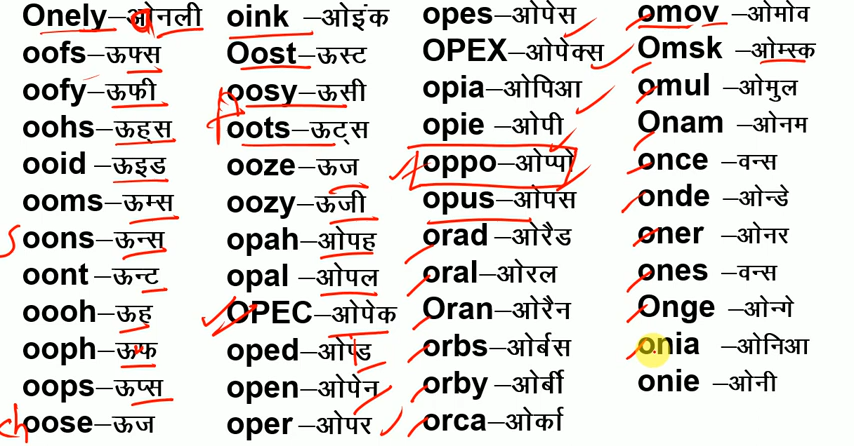 Onely–ओनली
oofs–ऊफ्स
oofy–ऊफी
oohs–ऊह्स
ooid –ऊइड
ooms–ऊम्स
oons–ऊन्स
oont–ऊन्ट
oooh–ऊह
ooph–ऊफ
oops–ऊप्स
oose–ऊज
oink –ओइंक
Oost–ऊस्ट
oosy–ऊसी
oots–ऊट्स
ooze–ऊज
oozy–ऊजी
opah–ओपह
opal –ओपल
OPEC–ओपेक
oped–ओपड
open–ओपेन
oper–ओपर
opes–ओपेस
OPEX–ओपेक्स
opia–ओपिआ
opie –ओपी
oppo–ओप्पो
opus–ओपस
orad –ओरैड
oral–ओरल
Oran–ओरैन
orbs–ओर्बस
orby–ओर्बी
orca–ओर्का
omov –ओमोव
Omsk –ओम्स्क
omul –ओमुल
Onam –ओनम
once –वन्स
onde –ओन्डे
oner –ओनर
ones –वन्स
Onge –ओन्गे
onia –ओनिआ
onie –ओनी